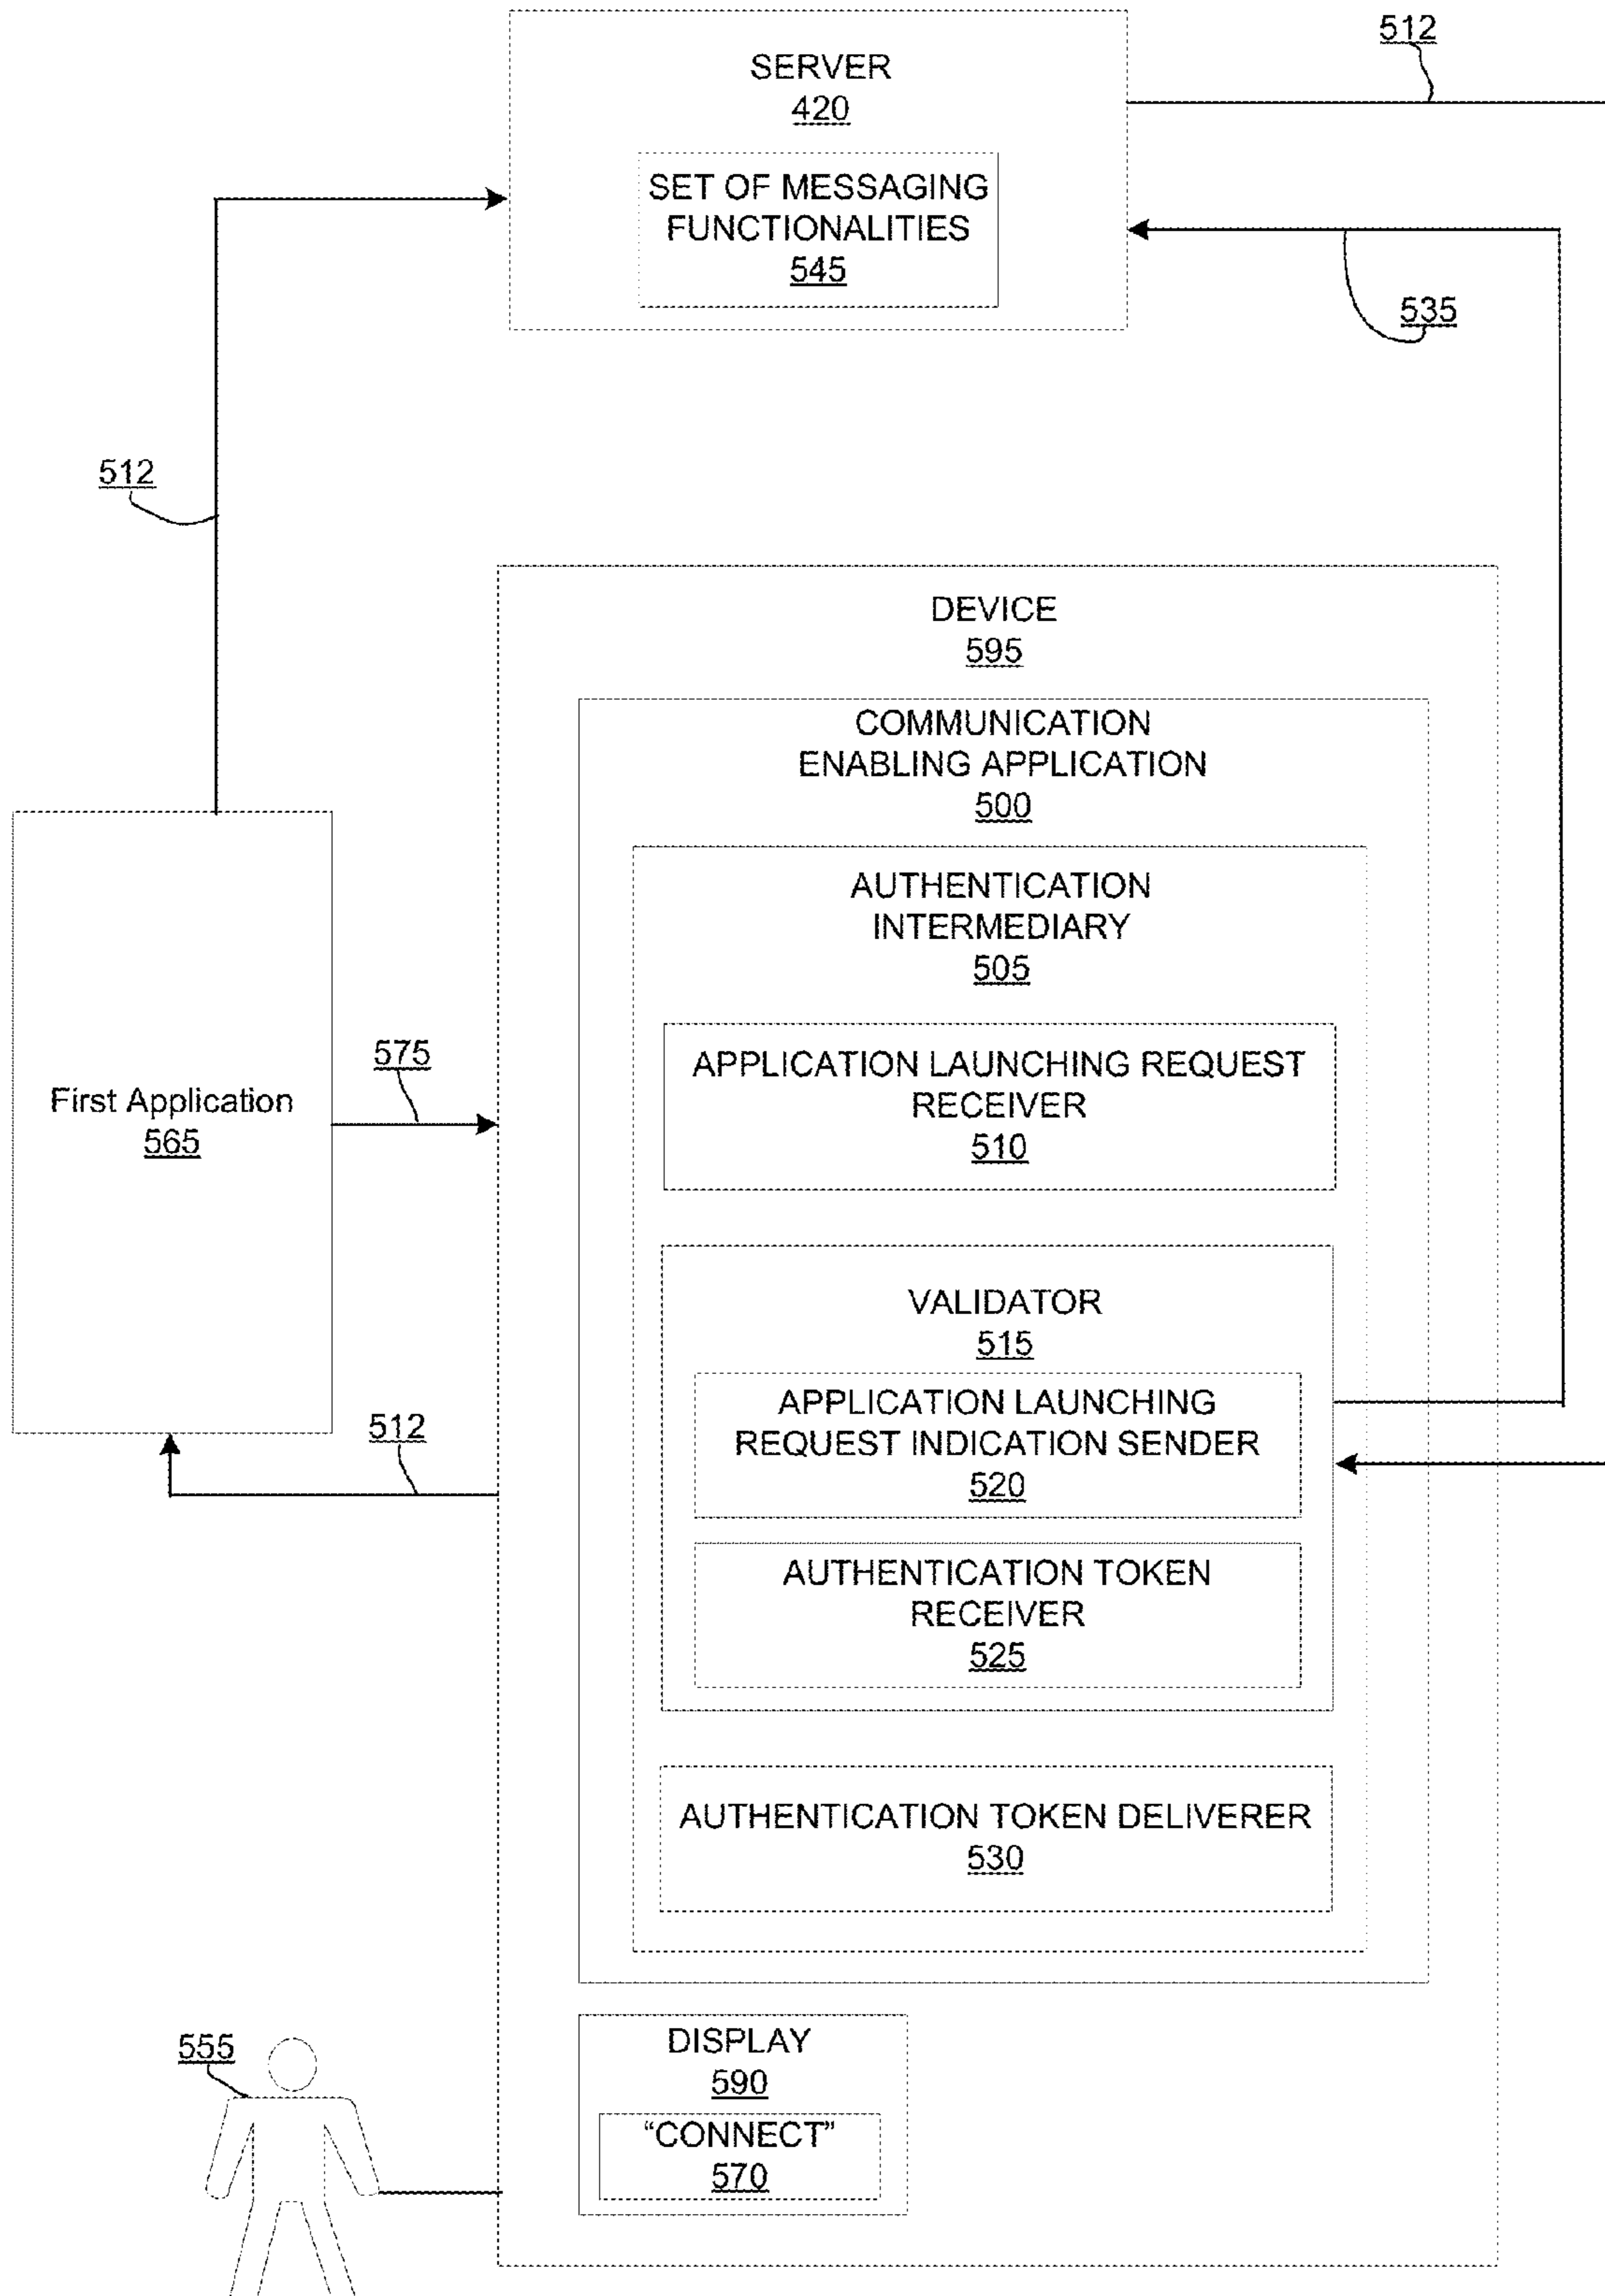 512
SERVER
420
SET OF MESSAGING
FUNCTIONALITIES
545
535
512
DEVICE
595
COMMUNICATION
ENABLING APPLICATION
500
AUTHENTICATION
INTERMEDIARY
505
575
APPLICATION LAUNCHING REQUEST
RECEIVER
510
First Application
565
VALIDATOR
515
APPLICATION LAUNCHING
REQUEST INDICATION SENDER
520
512
AUTHENTICATION TOKEN
RECEIVER
525
AUTHENTICATION TOKEN DELIVERER
530
555
DISPLAY
590
“CONNECT”
570